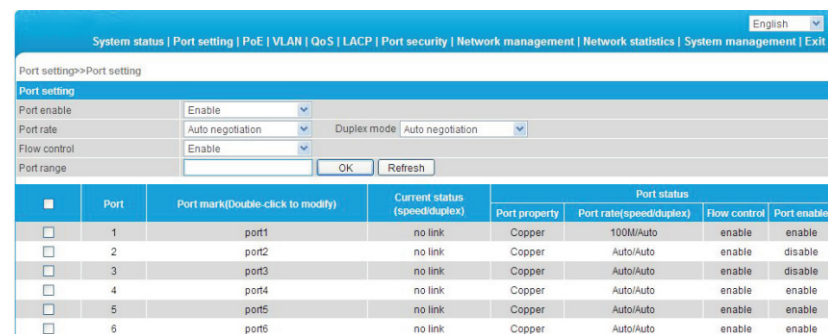 English
System status | Port setting | PoE | VLAN | QoS | LACP | Port security | Network management | Network statistics | System management | Exit
Port setting>>Port setting
Port setting
Port enable Enable
Port rate Auto negotiation Duplex mode Auto negotiation
Flow control Enable
Port range OK Refresh
Port Port mark(Double-click to modify) Current status (speed/duplex) Port status
Port property Port rate(speed/duplex) Flow control Port enable
1 port1 no link Copper 100M/Auto enable enable
2 port2 no link Copper Auto/Auto enable disable
3 port3 no link Copper Auto/Auto enable disable
4 port4 no link Copper Auto/Auto enable enable
5 port5 no link Copper Auto/Auto enable enable
6 port6 no link Copper Auto/Auto enable enable